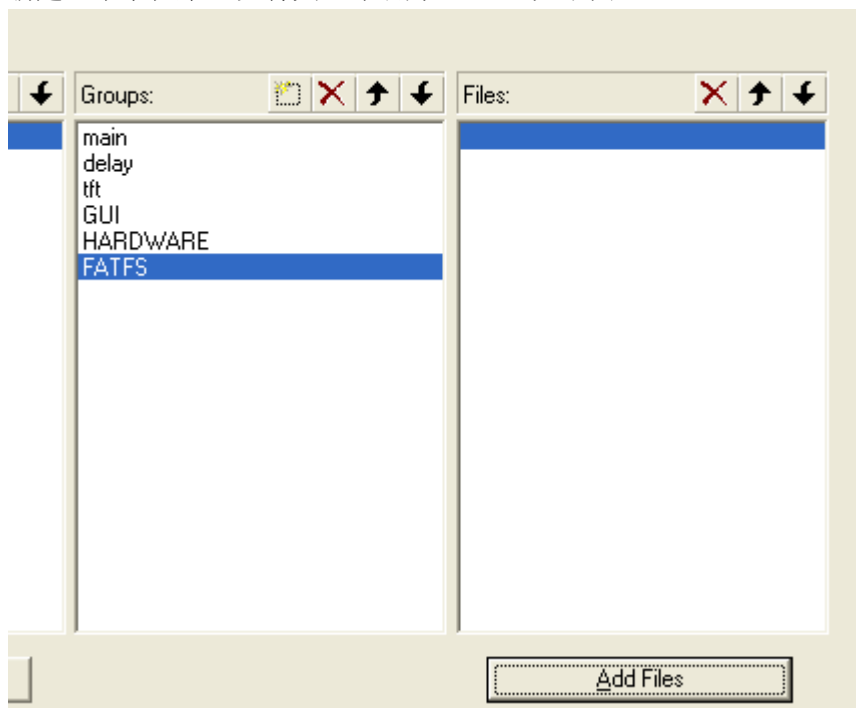 Groups:
Files:
main
delay
tft
GUI
HARDWARE
FATFS
Add Files